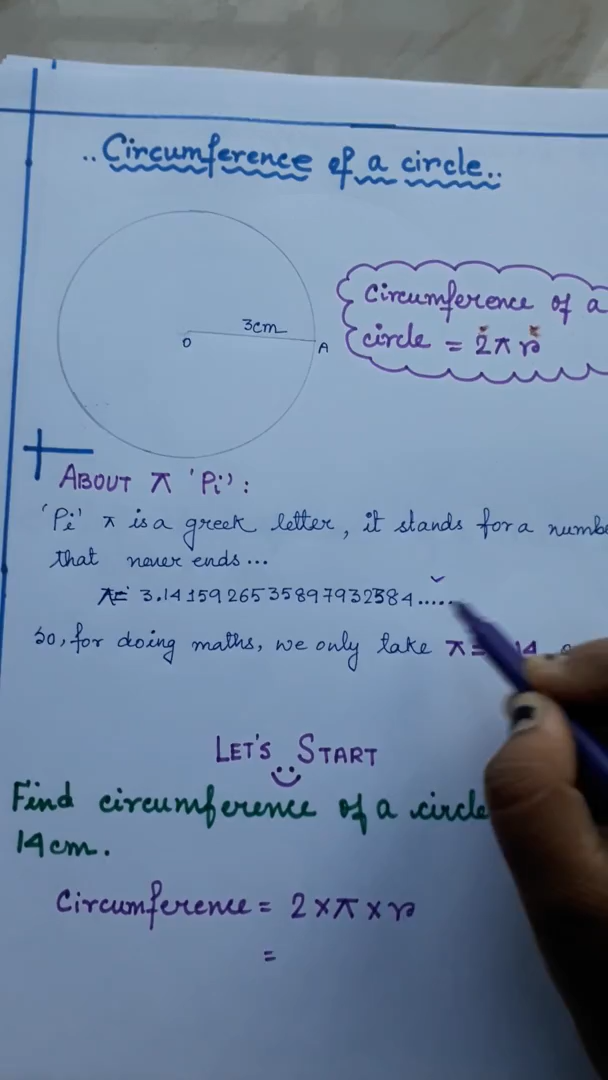 ..Circumference of a circle..
3cm
O
A
Circumference of a
circle = 2πr
ABOUT π 'Pi':
'Pi' π is a greek letter, it stands for a
that never ends...
π= 3.1415926535897932384.....
So, for doing maths, we only take π=
LET'S START
Find circumference of a circle
14cm.
Circumference = 2×π×r
=